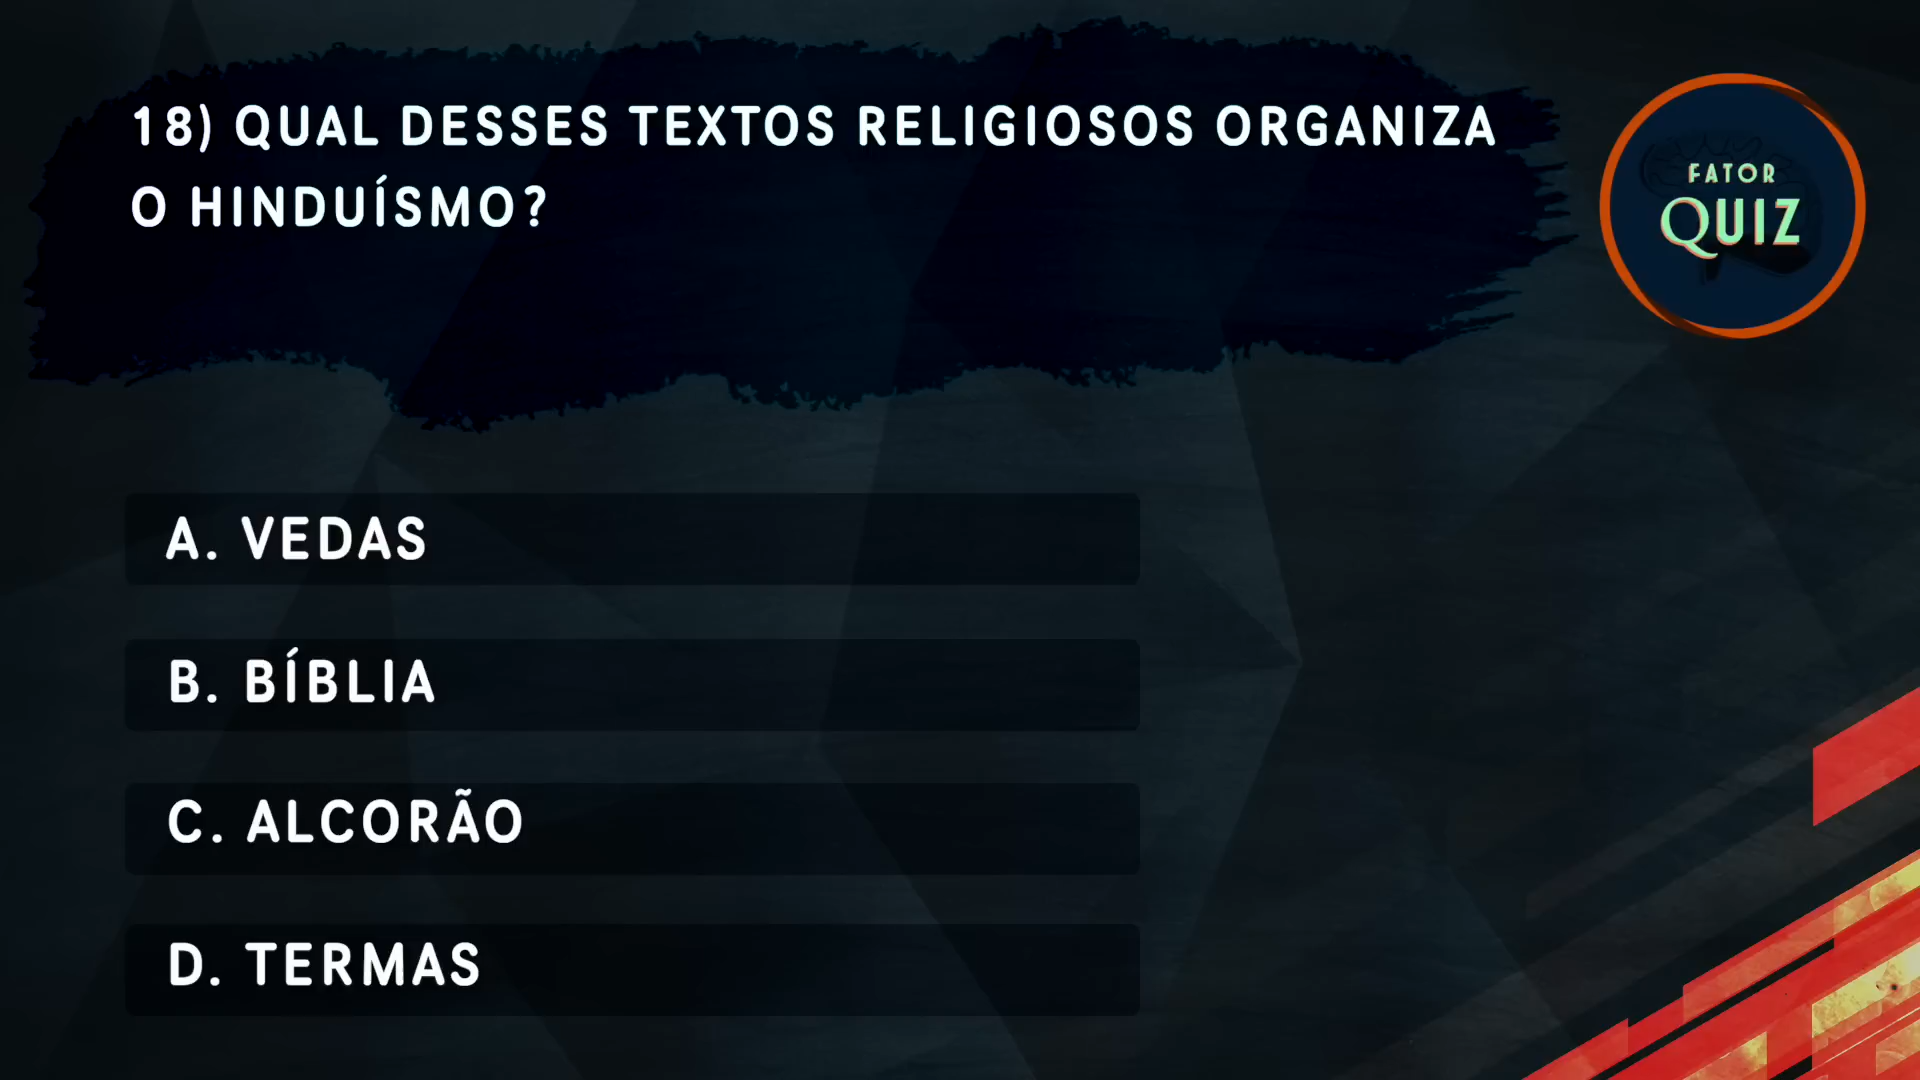 18) QUAL DESSES TEXTOS RELIGIOSOS ORGANIZA
O HINDUÍSMO?
FATOR
QUIZ
A. VEDAS
B. BÍBLIA
C. ALCORÃO
D. TERMAS